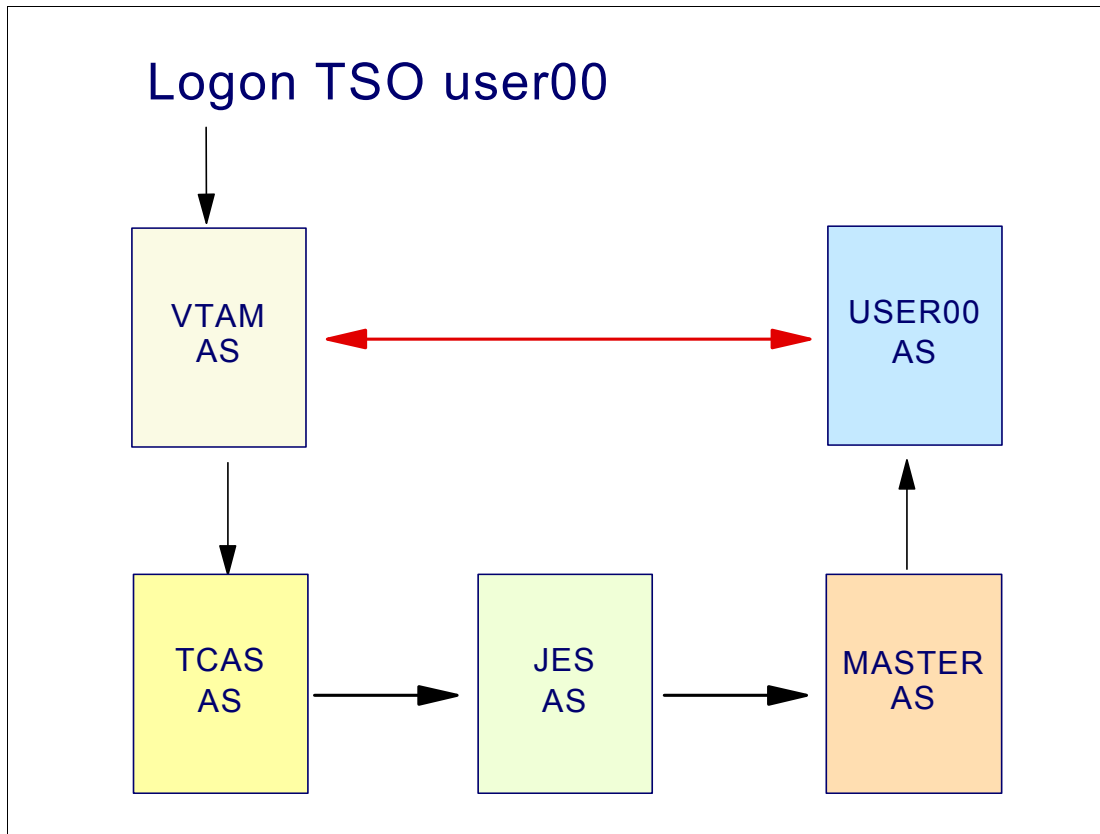 Logon TSO user00
VTAM
AS
USER00
AS
TCAS
AS
JES
AS
MASTER
AS